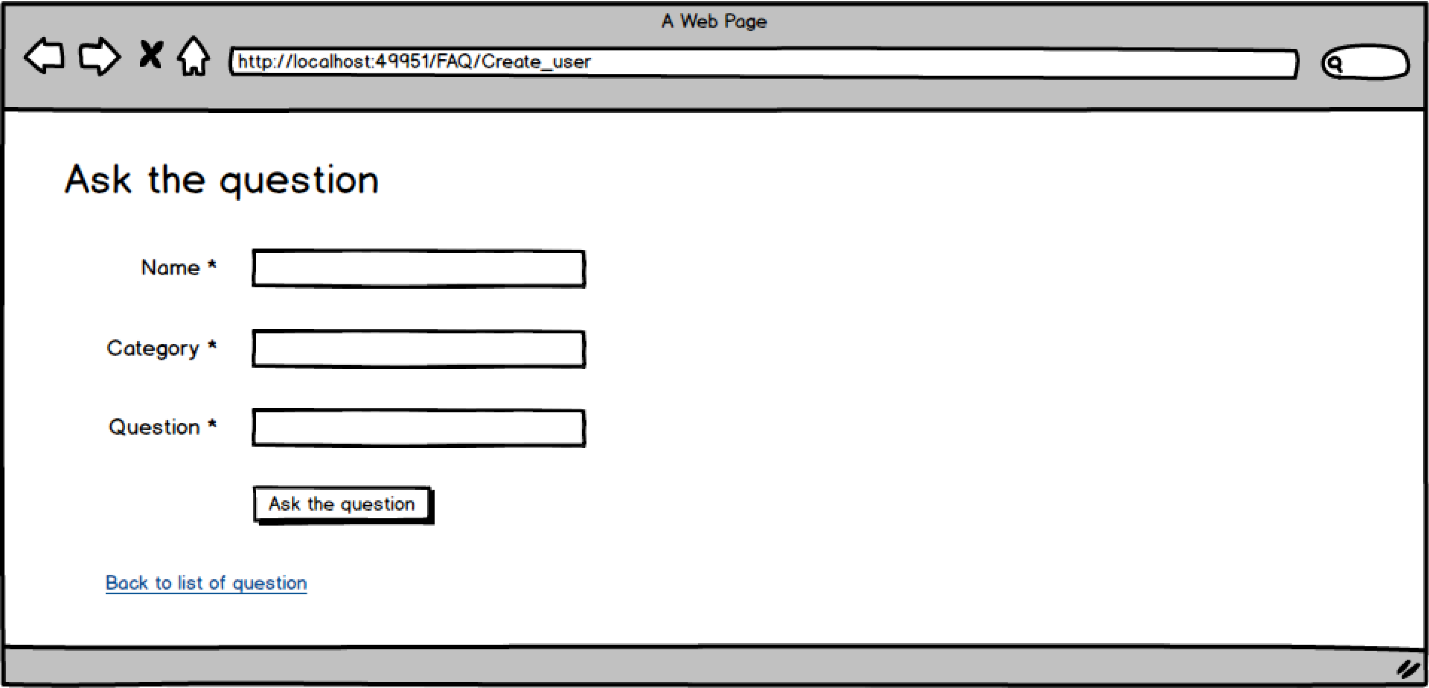 A Web Page
http://localhost:49951/FAQ/Create_user
Ask the question
Name *
Category *
Question *
Ask the question
Back to list of question